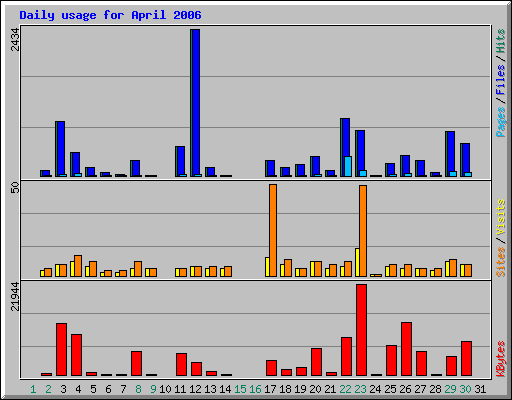 Daily usage for April 2006
2434
Pages / Files / Hits
50
Sites / Visits
21944
KBytes
1 2 3 4 5 6 7 8 9 10 11 12 13 14 15 16 17 18 19 20 21 22 23 24 25 26 27 28 29 30 31